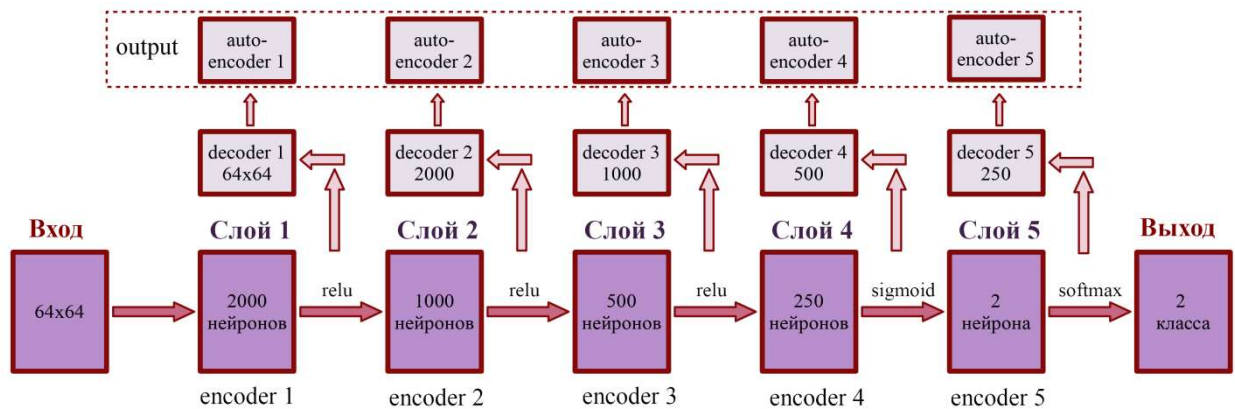 output
auto-
encoder 1
auto-
encoder 2
auto-
encoder 3
auto-
encoder 4
auto-
encoder 5
decoder 1
64x64
decoder 2
2000
decoder 3
1000
decoder 4
500
decoder 5
250
Вход
Слой 1
Слой 2
Слой 3
Слой 4
Слой 5
Выход
64x64
2000
нейронов
relu
1000
нейронов
relu
500
нейронов
relu
250
нейронов
sigmoid
2
нейрона
softmax
2
класса
encoder 1
encoder 2
encoder 3
encoder 4
encoder 5